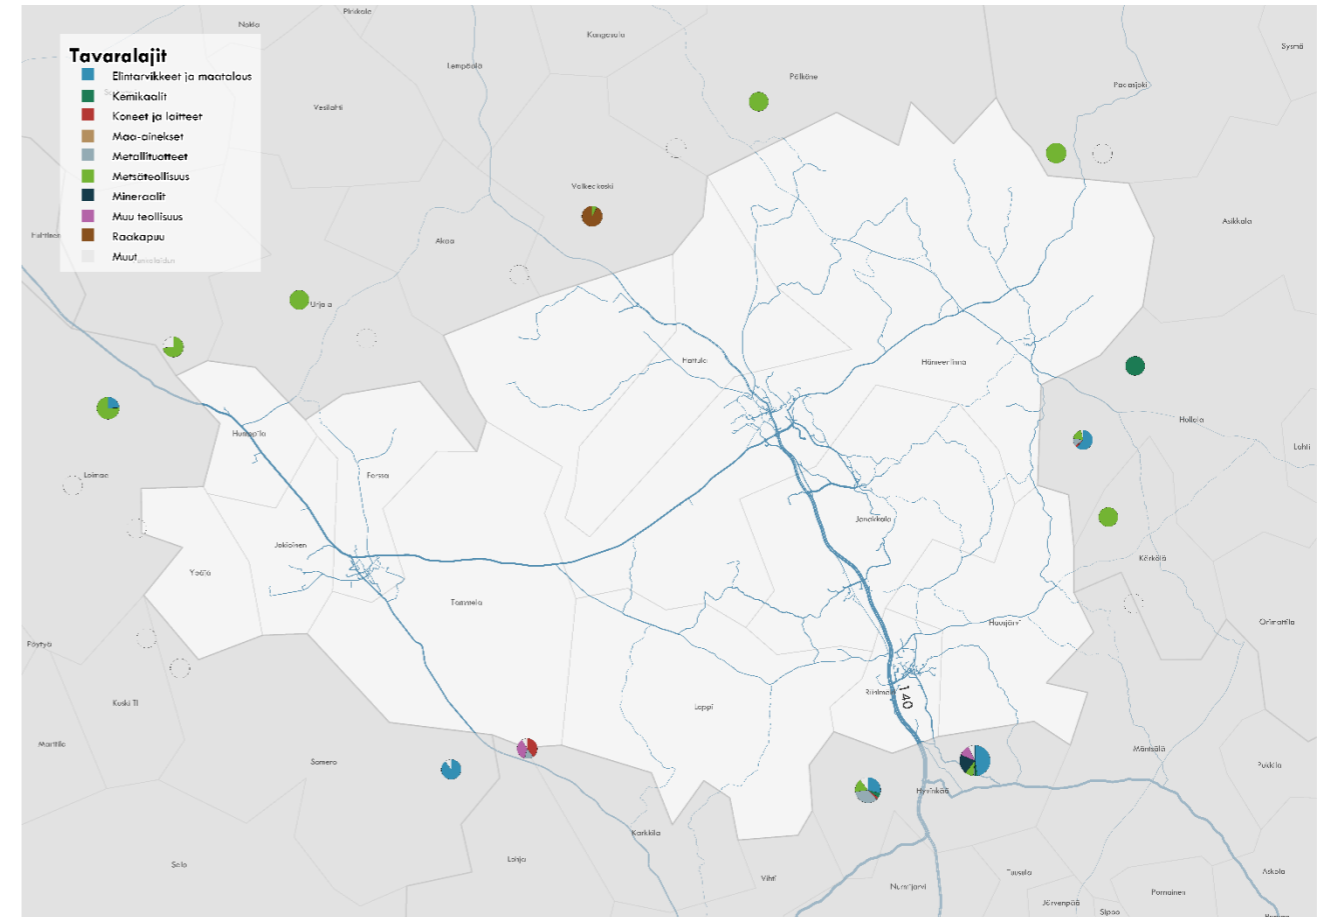 Pirkkala
Nokia
Kangasala
Sysmä
Lempäälä
Pälkäne
Padasjoki
Vesilahti
Tavaralajit
Elintarvikkeet ja maatalous
Kemikaalit
Koneet ja laitteet
Maa-ainekset
Metallituotteet
Metsäteollisuus
Mineraalit
Muu teollisuus
Raakapuu
Muut
Valkeakoski
Akaa
Asikkala
Huittinen
Punkalaidun
Urjala
Hattula
Hämeenlinna
Hollola
Lahti
Humppila
Forssa
Loimaa
Janakkala
Jokioinen
Ypäjä
Kärkölä
Tammela
Hausjärvi
Orimattila
Pöytyä
Koski Tl
Loppi
Riihimäki
140
Marttila
Somero
Mäntsälä
Pukkila
Hyvinkää
Karkkila
Salo
Lohja
Vihti
Nurmijärvi
Tuusula
Askola
Pornainen
Järvenpää
Sipoo